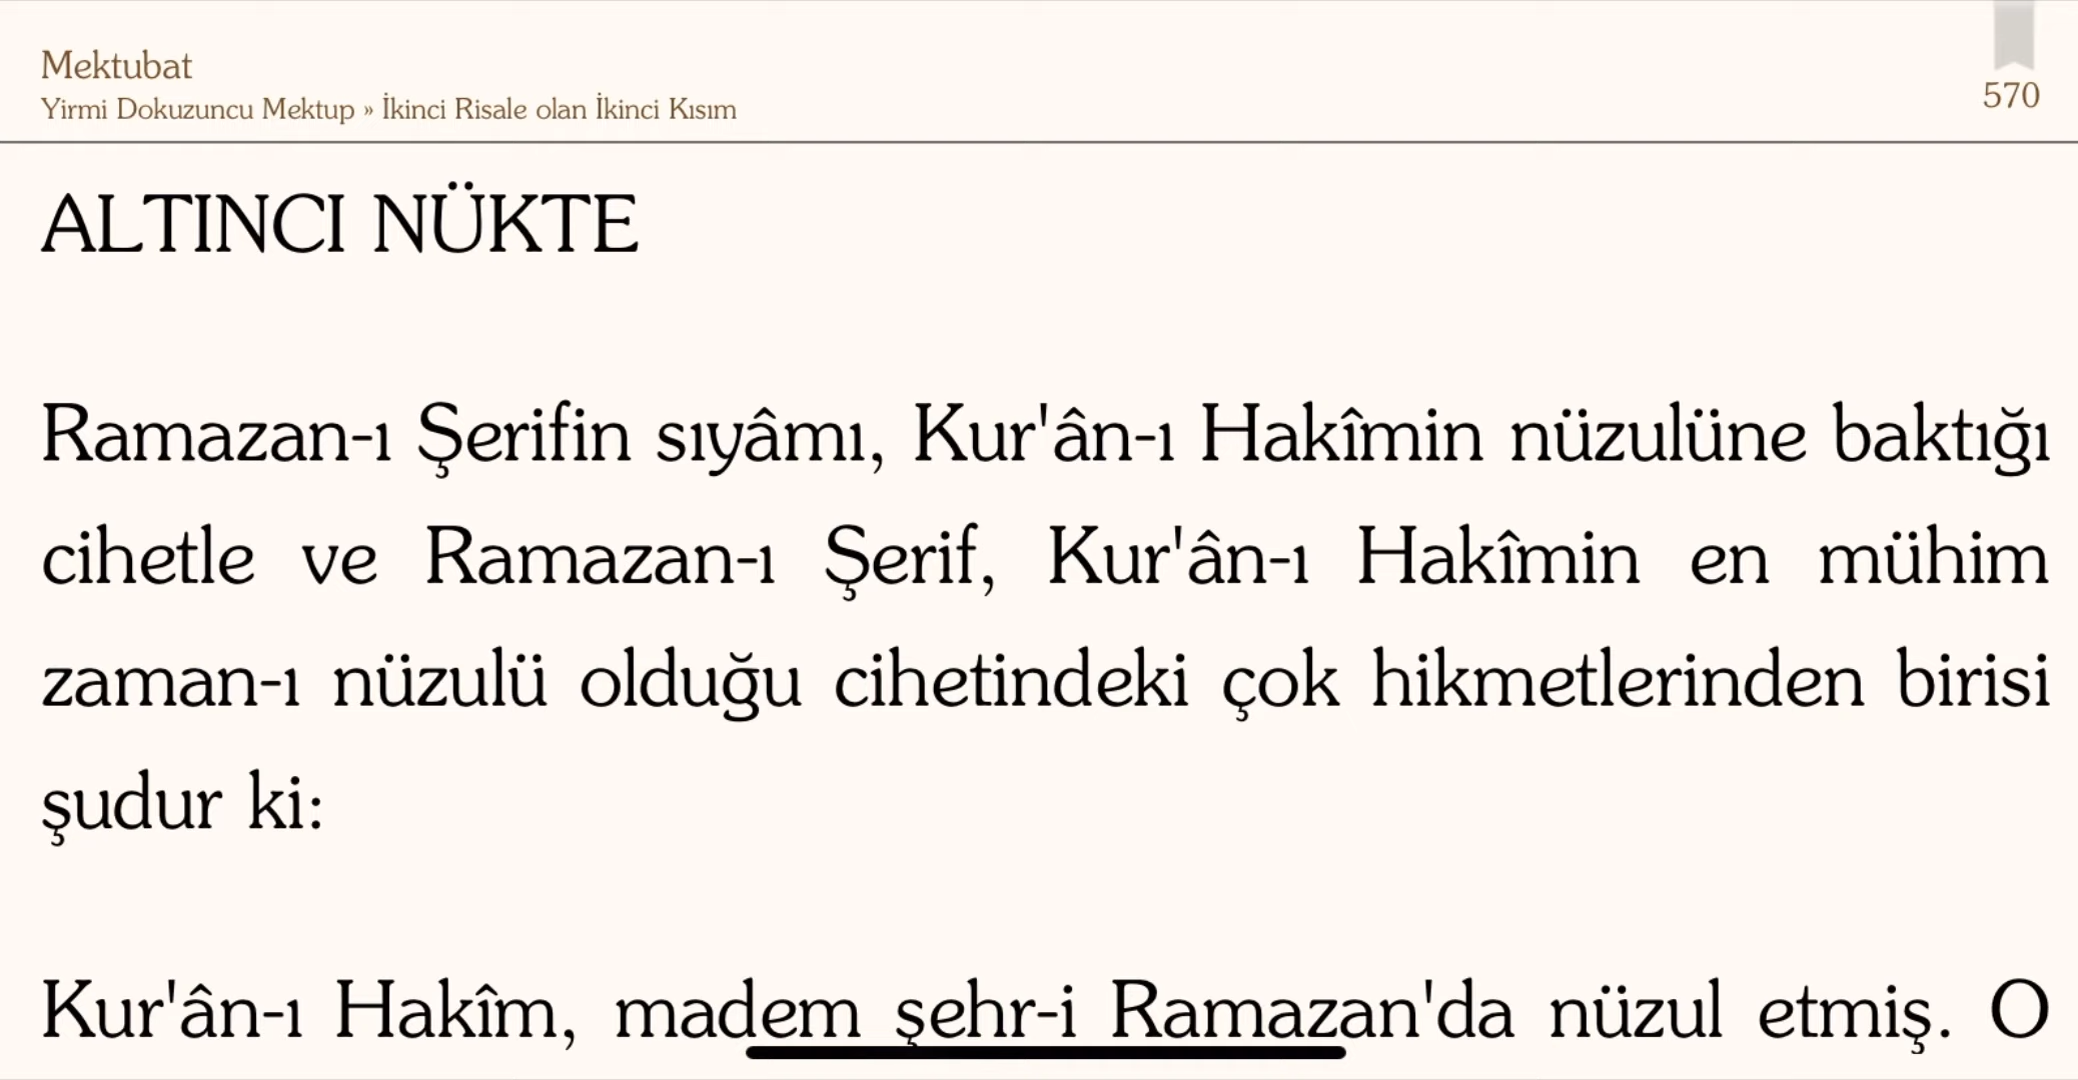 Mektubat
Yirmi Dokuzuncu Mektup » İkinci Risale olan İkinci Kısım
570
ALTINCI NÜKTE
Ramazan-ı Şerifin sıyâmı, Kur'ân-ı Hakîmin nüzulüne baktığı
cihetle ve Ramazan-ı Şerif, Kur'ân-ı Hakîmin en mühim
zaman-ı nüzulü olduğu cihetindeki çok hikmetlerinden birisi
şudur ki:
Kur'ân-ı Hakîm, madem şehr-i Ramazan'da nüzul etmiş. O